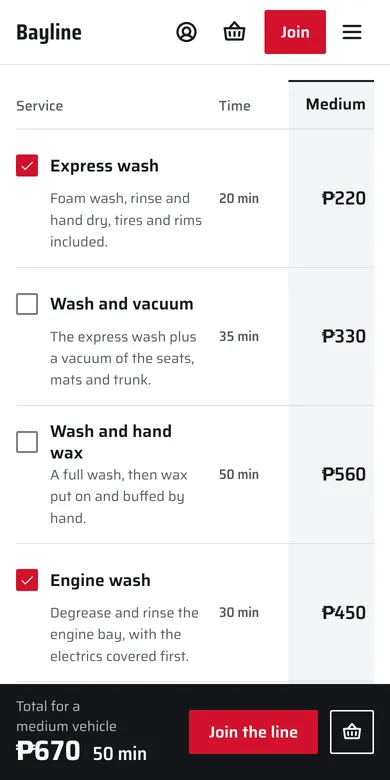 Bayline
Join
Service Time Medium
Express wash
Foam wash, rinse and
hand dry, tires and rims
included.
20 min
₱220
Wash and vacuum
The express wash plus
a vacuum of the seats,
mats and trunk.
35 min
₱330
Wash and hand
wax
A full wash, then wax
put on and buffed by
hand.
50 min
₱560
Engine wash
Degrease and rinse the
engine bay, with the
electrics covered first.
30 min
₱450
Total for a
medium vehicle
₱670 50 min
Join the line